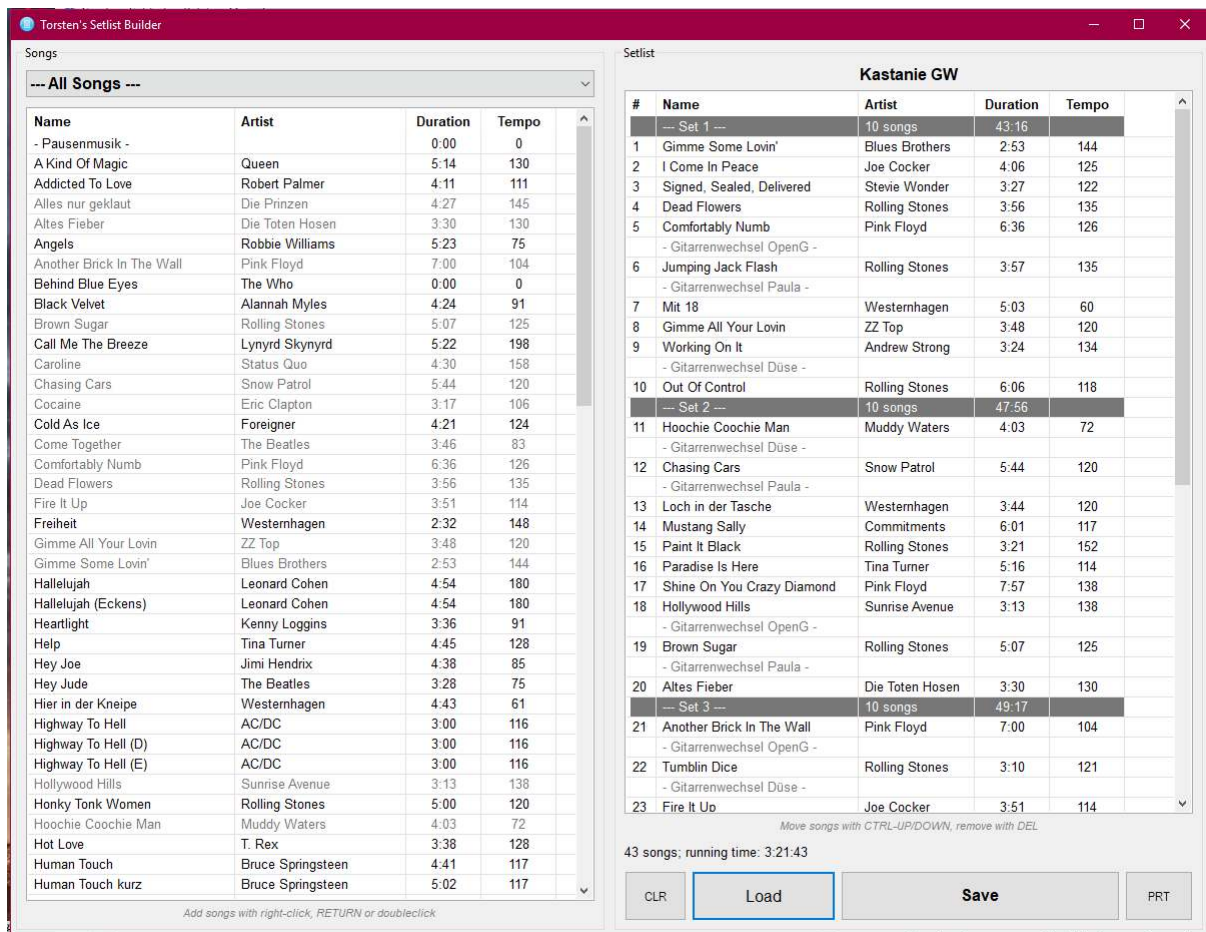 Torsten's Setlist Builder
Songs
--- All Songs ---
Name Artist Duration Tempo
- Pausenmusik - 0:00 0
A Kind Of Magic Queen 5:14 130
Addicted To Love Robert Palmer 4:11 111
Alles nur geklaut Die Prinzen 4:27 145
Altes Fieber Die Toten Hosen 3:30 130
Angels Robbie Williams 5:23 75
Another Brick In The Wall Pink Floyd 7:00 104
Behind Blue Eyes The Who 0:00 0
Black Velvet Alannah Myles 4:24 91
Brown Sugar Rolling Stones 5:07 125
Call Me The Breeze Lynyrd Skynyrd 5:22 198
Caroline Status Quo 4:30 158
Chasing Cars Snow Patrol 5:44 120
Cocaine Eric Clapton 3:17 106
Cold As Ice Foreigner 4:21 124
Come Together The Beatles 3:46 83
Comfortably Numb Pink Floyd 6:36 126
Dead Flowers Rolling Stones 3:56 135
Fire It Up Joe Cocker 3:51 114
Freiheit Westernhagen 2:32 148
Gimme All Your Lovin ZZ Top 3:48 120
Gimme Some Lovin' Blues Brothers 2:53 144
Hallelujah Leonard Cohen 4:54 180
Hallelujah (Eckens) Leonard Cohen 4:54 180
Heartlight Kenny Loggins 3:36 91
Help Tina Turner 4:45 128
Hey Joe Jimi Hendrix 4:38 85
Hey Jude The Beatles 3:28 75
Hier in der Kneipe Westernhagen 4:43 61
Highway To Hell AC/DC 3:00 116
Highway To Hell (D) AC/DC 3:00 116
Highway To Hell (E) AC/DC 3:00 116
Hollywood Hills Sunrise Avenue 3:13 138
Honky Tonk Women Rolling Stones 5:00 120
Hoochie Coochie Man Muddy Waters 4:03 72
Hot Love T. Rex 3:38 128
Human Touch Bruce Springsteen 4:41 117
Human Touch kurz Bruce Springsteen 5:02 117
Add songs with right-click, RETURN or doubleclick
Setlist
Kastanie GW
# Name Artist Duration Tempo
--- Set 1 --- 10 songs 43:16
1 Gimme Some Lovin' Blues Brothers 2:53 144
2 I Come In Peace Joe Cocker 4:06 125
3 Signed, Sealed, Delivered Stevie Wonder 3:27 122
4 Dead Flowers Rolling Stones 3:56 135
5 Comfortably Numb Pink Floyd 6:36 126
- Gitarrenwechsel OpenG -
6 Jumping Jack Flash Rolling Stones 3:57 135
- Gitarrenwechsel Paula -
7 Mit 18 Westernhagen 5:03 60
8 Gimme All Your Lovin ZZ Top 3:48 120
9 Working On It Andrew Strong 3:24 134
- Gitarrenwechsel Düse -
10 Out Of Control Rolling Stones 6:06 118
--- Set 2 --- 10 songs 47:56
11 Hoochie Coochie Man Muddy Waters 4:03 72
- Gitarrenwechsel Düse -
12 Chasing Cars Snow Patrol 5:44 120
- Gitarrenwechsel Paula -
13 Loch in der Tasche Westernhagen 3:44 120
14 Mustang Sally Commitments 6:01 117
15 Paint It Black Rolling Stones 3:21 152
16 Paradise Is Here Tina Turner 5:16 114
17 Shine On You Crazy Diamond Pink Floyd 7:57 138
18 Hollywood Hills Sunrise Avenue 3:13 138
- Gitarrenwechsel OpenG -
19 Brown Sugar Rolling Stones 5:07 125
- Gitarrenwechsel Paula -
20 Altes Fieber Die Toten Hosen 3:30 130
--- Set 3 --- 10 songs 49:17
21 Another Brick In The Wall Pink Floyd 7:00 104
- Gitarrenwechsel OpenG -
22 Tumblin Dice Rolling Stones 3:10 121
- Gitarrenwechsel Düse -
23 Fire It Up Joe Cocker 3:51 114
Move songs with CTRL-UP/DOWN, remove with DEL
43 songs; running time: 3:21:43
CLR Load Save PRT